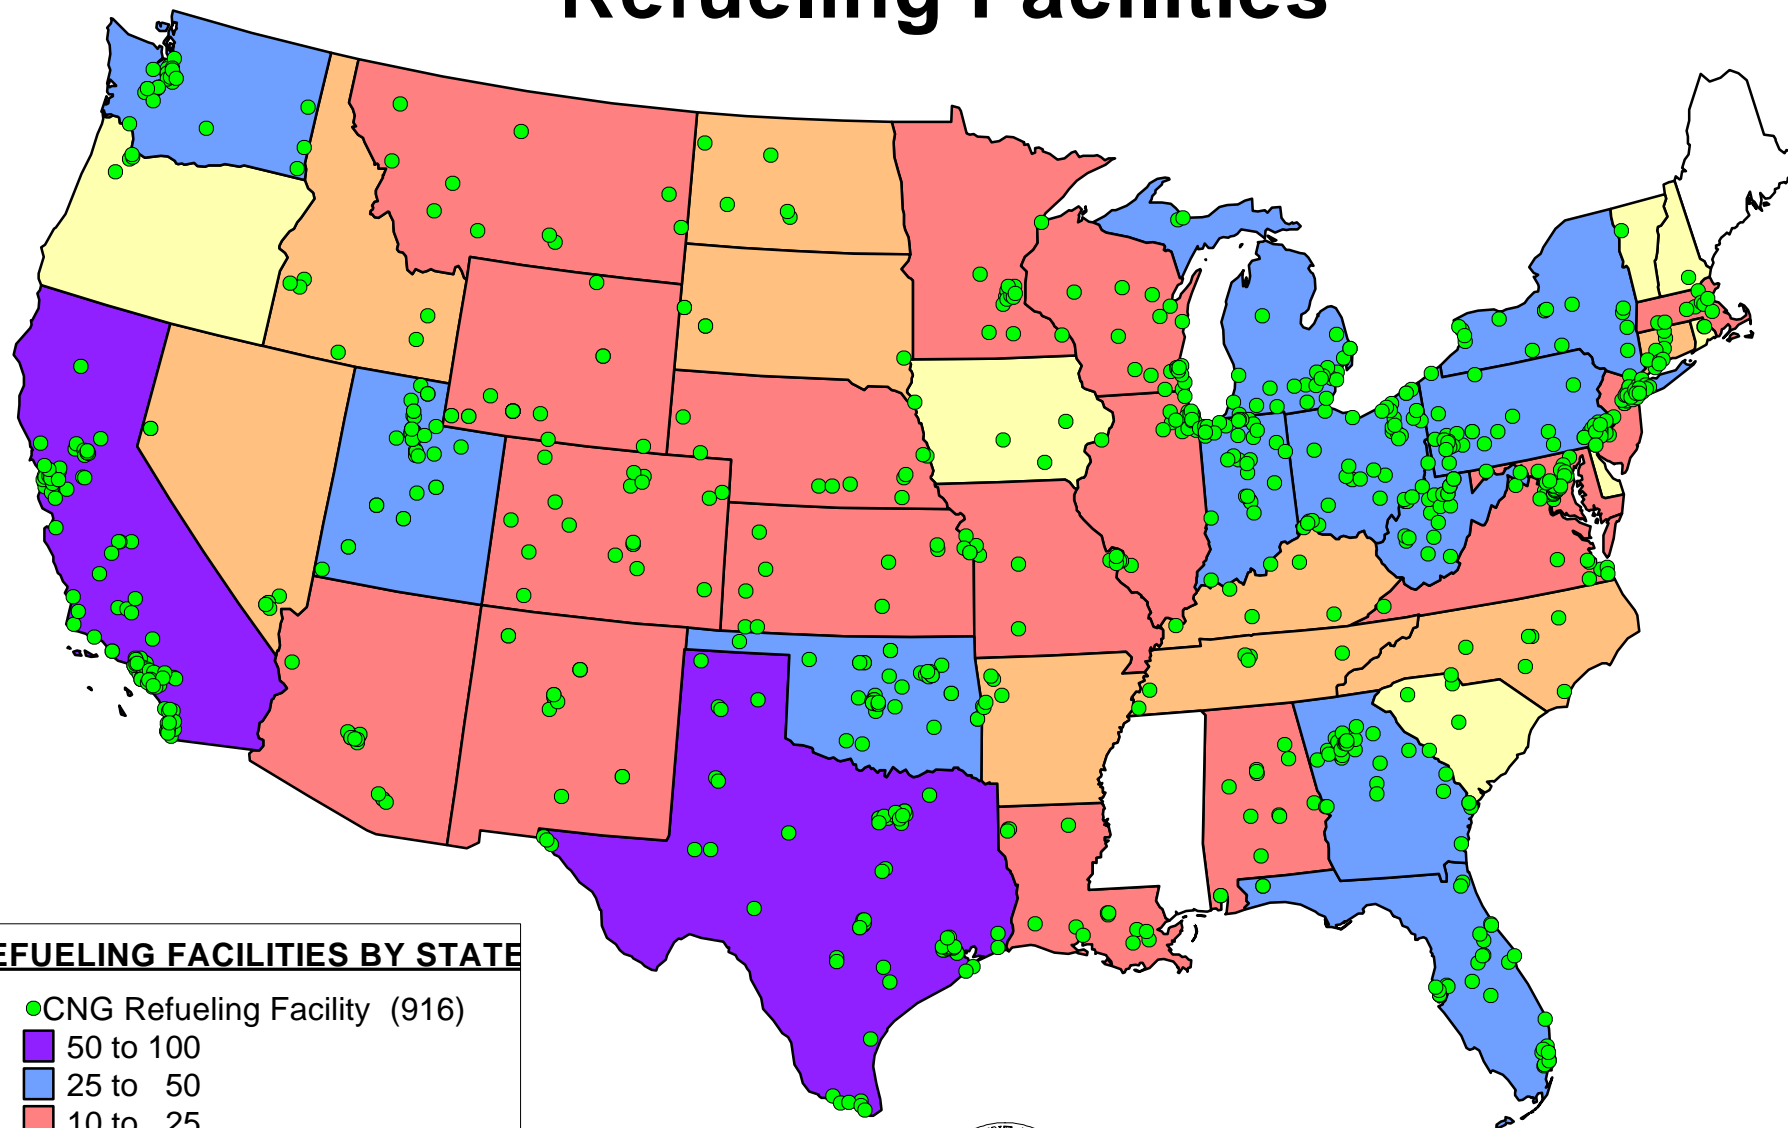 Refueling Facilities
EFUELING FACILITIES BY STATE
CNG Refueling Facility (916)
50 to 100
25 to 50
10 to 25